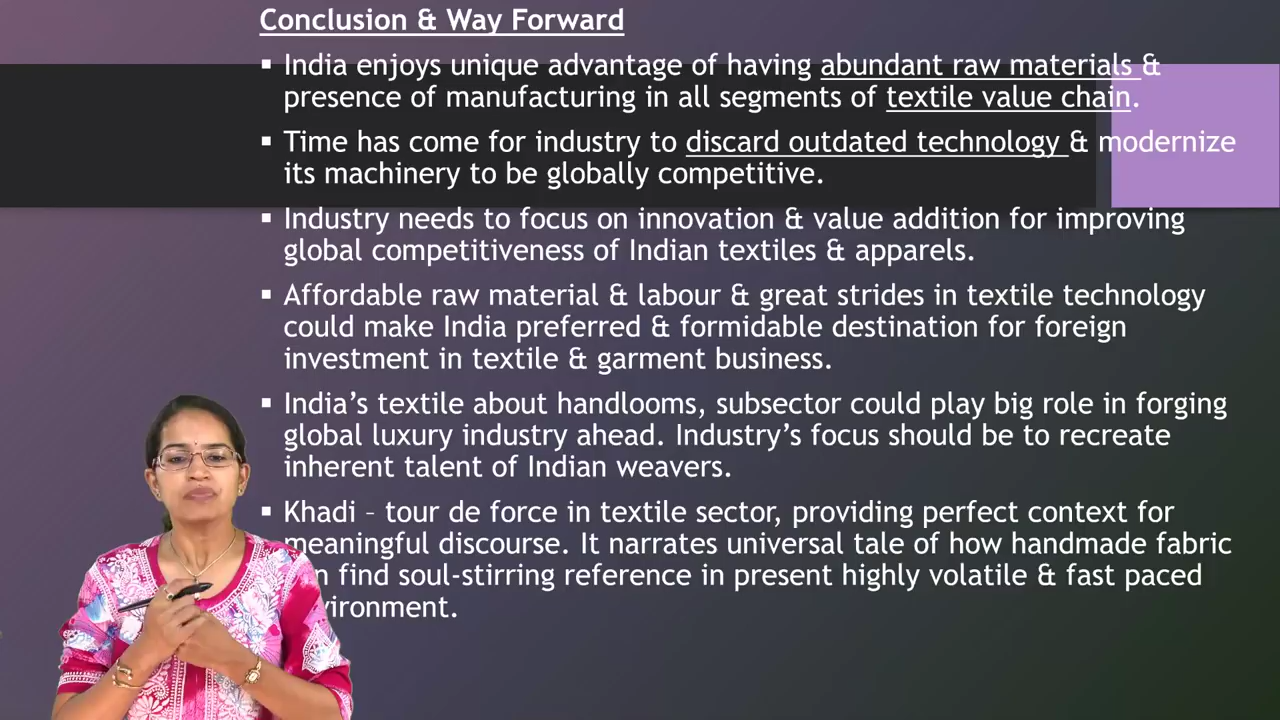 Conclusion & Way Forward
▪ India enjoys unique advantage of having abundant raw materials &
presence of manufacturing in all segments of textile value chain.
▪ Time has come for industry to discard outdated technology & modernize
its machinery to be globally competitive.
▪ Industry needs to focus on innovation & value addition for improving
global competitiveness of Indian textiles & apparels.
▪ Affordable raw material & labour & great strides in textile technology
could make India preferred & formidable destination for foreign
investment in textile & garment business.
▪ India’s textile about handlooms, subsector could play big role in forging
global luxury industry ahead. Industry’s focus should be to recreate
inherent talent of Indian weavers.
▪ Khadi – tour de force in textile sector, providing perfect context for
meaningful discourse. It narrates universal tale of how handmade fabric
find soul-stirring reference in present highly volatile & fast paced